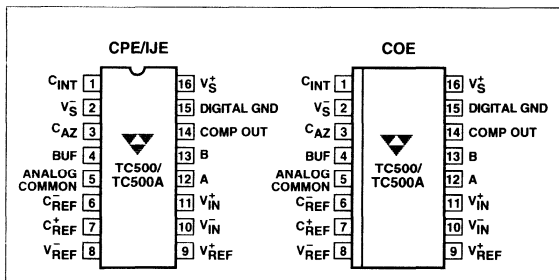 CPE/IJE
C_INT 1
V_S^- 2
C_AZ 3
BUF 4
ANALOG
COMMON 5
C_REF^- 6
C_REF^+ 7
V_REF^- 8
TC500/
TC500A
16 V_S^+
15 DIGITAL GND
14 COMP OUT
13 B
12 A
11 V_IN^+
10 V_IN^-
9 V_REF^+
COE
C_INT 1
V_S^- 2
C_AZ 3
BUF 4
ANALOG
COMMON 5
C_REF^- 6
C_REF^+ 7
V_REF^- 8
TC500/
TC500A
16 V_S^+
15 DIGITAL GND
14 COMP OUT
13 B
12 A
11 V_IN^+
10 V_IN^-
9 V_REF^+